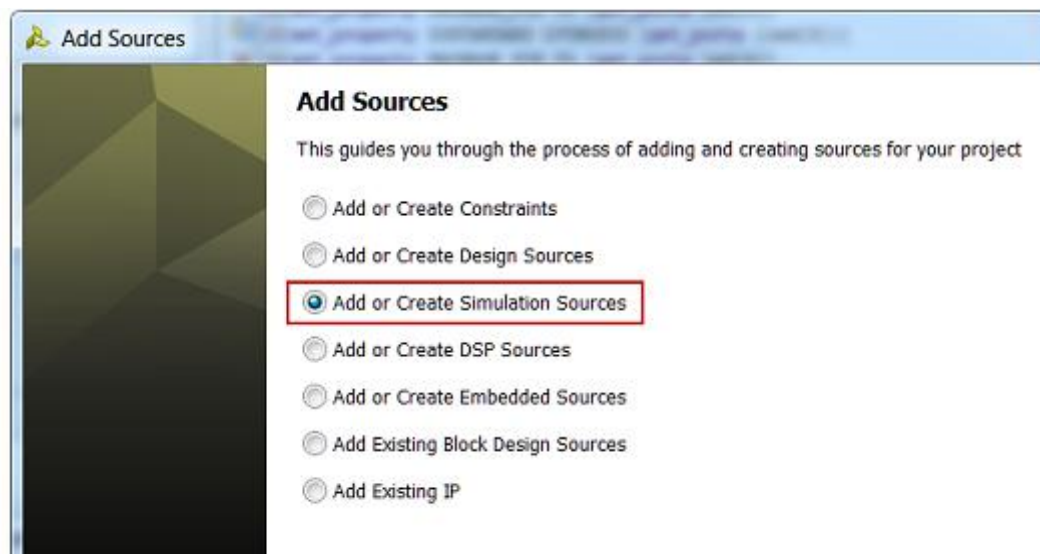 Add Sources
Add Sources
This guides you through the process of adding and creating sources for your project
Add or Create Constraints
Add or Create Design Sources
Add or Create Simulation Sources
Add or Create DSP Sources
Add or Create Embedded Sources
Add Existing Block Design Sources
Add Existing IP